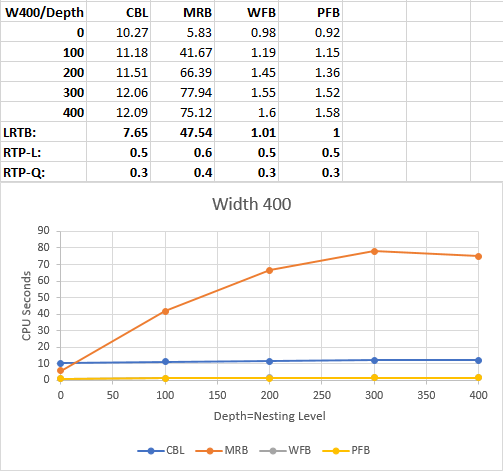 W400/Depth CBL MRB WFB PFB
0 10.27 5.83 0.98 0.92
100 11.18 41.67 1.19 1.15
200 11.51 66.39 1.45 1.36
300 12.06 77.94 1.55 1.52
400 12.09 75.12 1.6 1.58
LRTB: 7.65 47.54 1.01 1
RTP-L: 0.5 0.6 0.5 0.5
RTP-Q: 0.3 0.4 0.3 0.3
Width 400
90
80
70
60
50
40
30
20
10
0
CPU Seconds
0 50 100 150 200 250 300 350 400
Depth=Nesting Level
CBL MRB WFB PFB